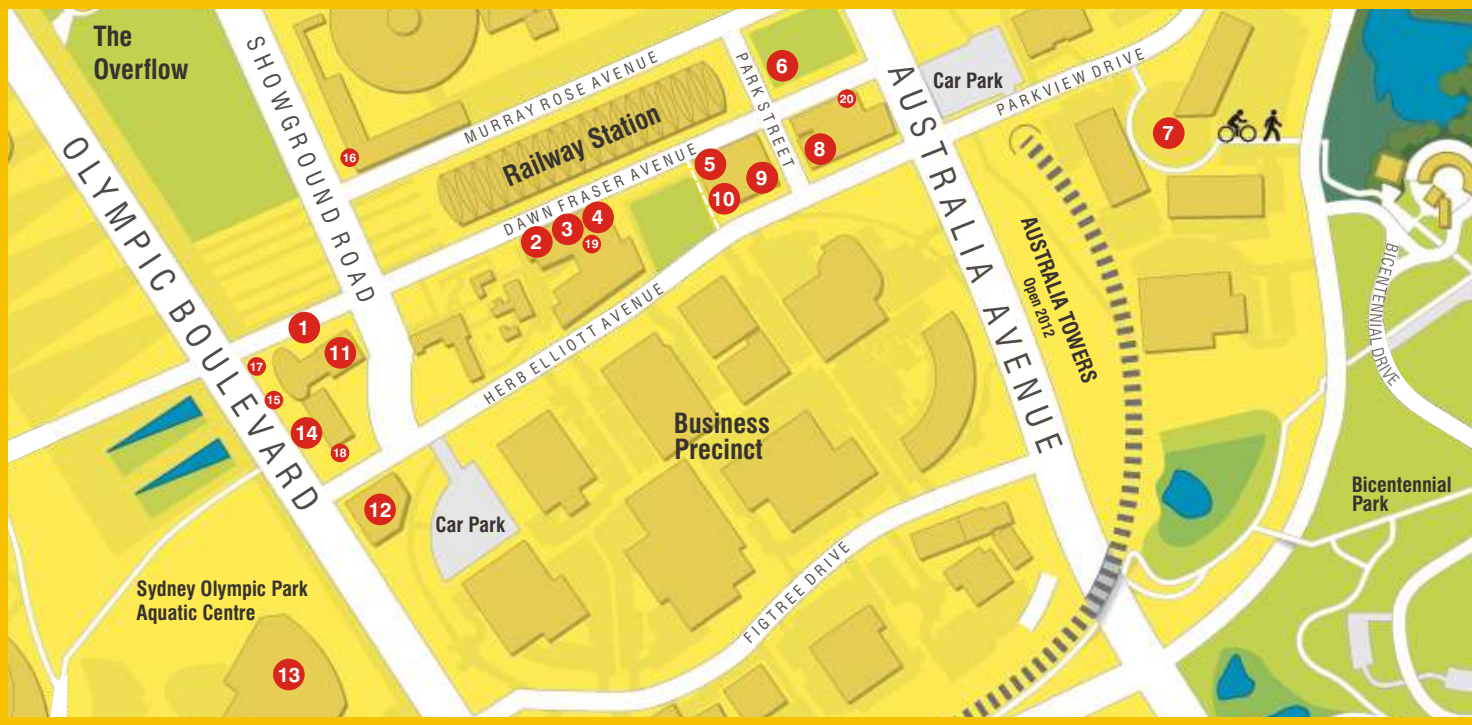 The
Overflow
SHOWGROUND ROAD
MURRAY ROSE AVENUE
PARK STREET
6
Car Park
PARKVIEW DRIVE
20
7
OLYMPIC BOULEVARD
16
Railway Station
5
8
9
10
AUSTRALIA AVENUE
DAWN FRASER AVENUE
2
3
4
19
AUSTRALIA TOWERS
Open 2012
BICENTENNIAL DRIVE
1
11
17
15
14
18
HERB ELLIOTT AVENUE
Business
Precinct
12
Car Park
Bicentennial
Park
FIGTREE DRIVE
Sydney Olympic Park
Aquatic Centre
13